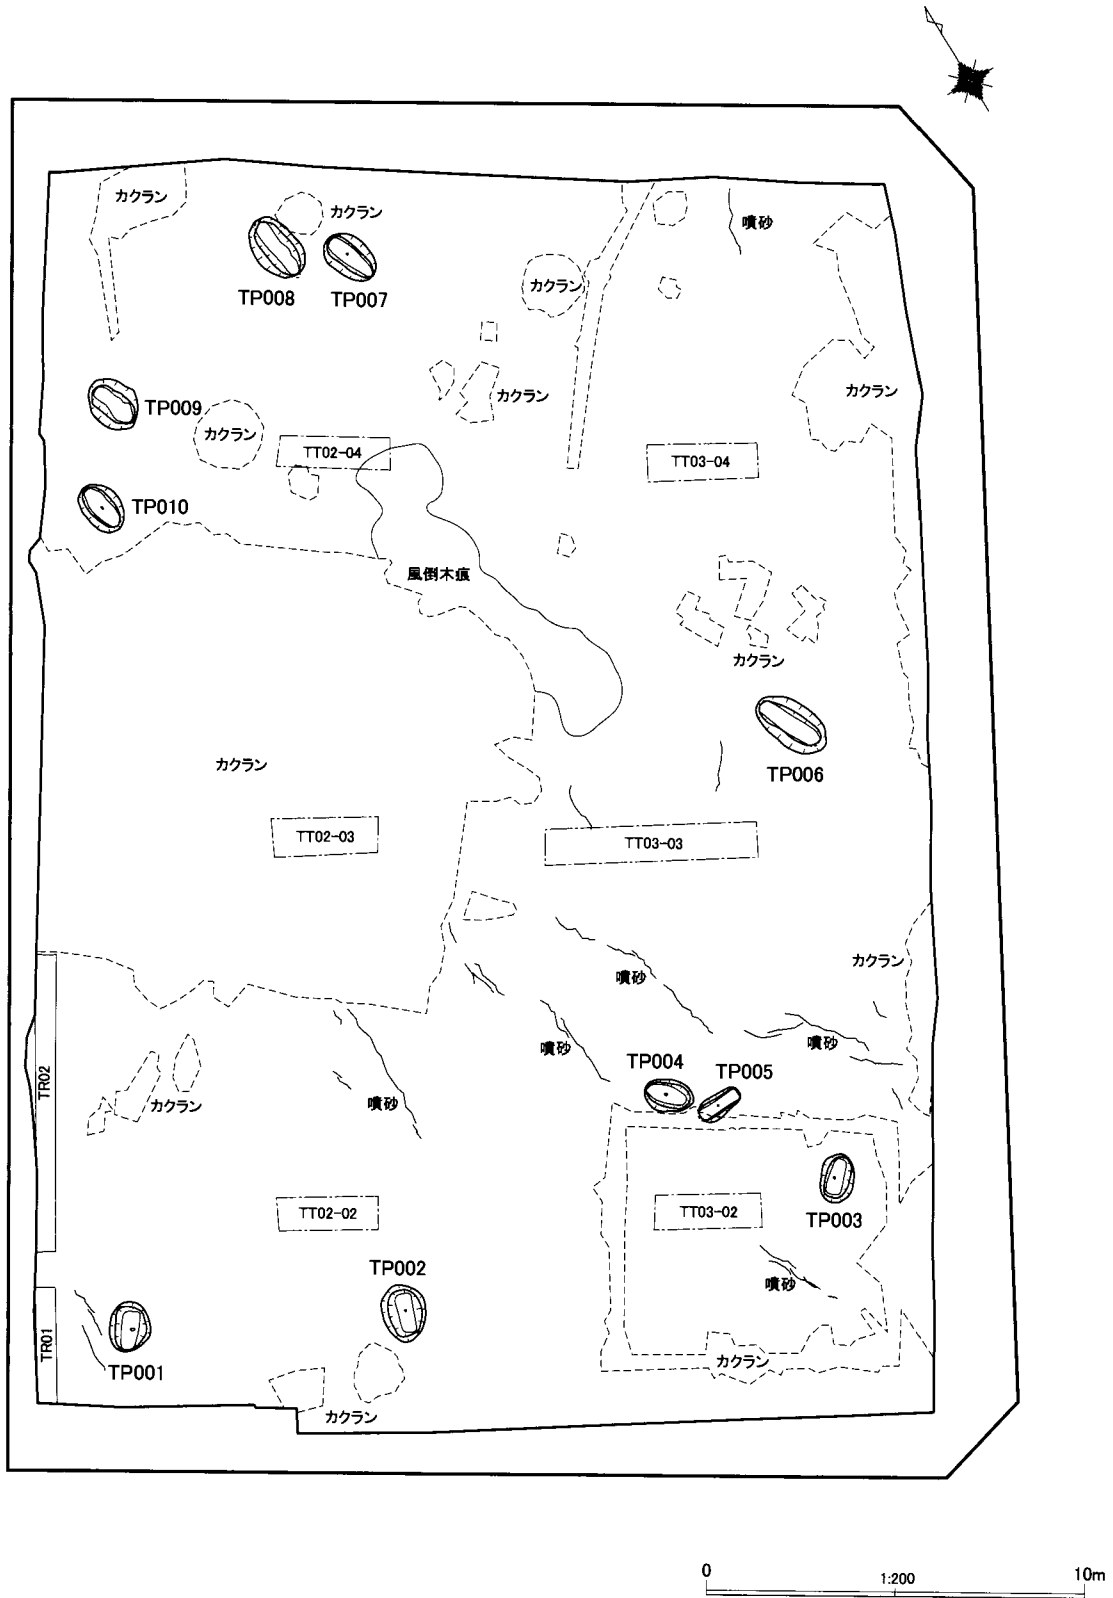 カクラン
カクラン
噴砂
TP008
TP007
カクラン
カクラン
カクラン
TP009
カクラン
TT02-04
TT03-04
TP010
風倒木痕
カクラン
カクラン
TP006
TT02-03
TT03-03
カクラン
噴砂
噴砂
噴砂
TR02
TP004
TP005
カクラン
噴砂
TT02-02
TT03-02
TP003
TP002
噴砂
TR01
TP001
カクラン
カクラン
0
1:200
10m